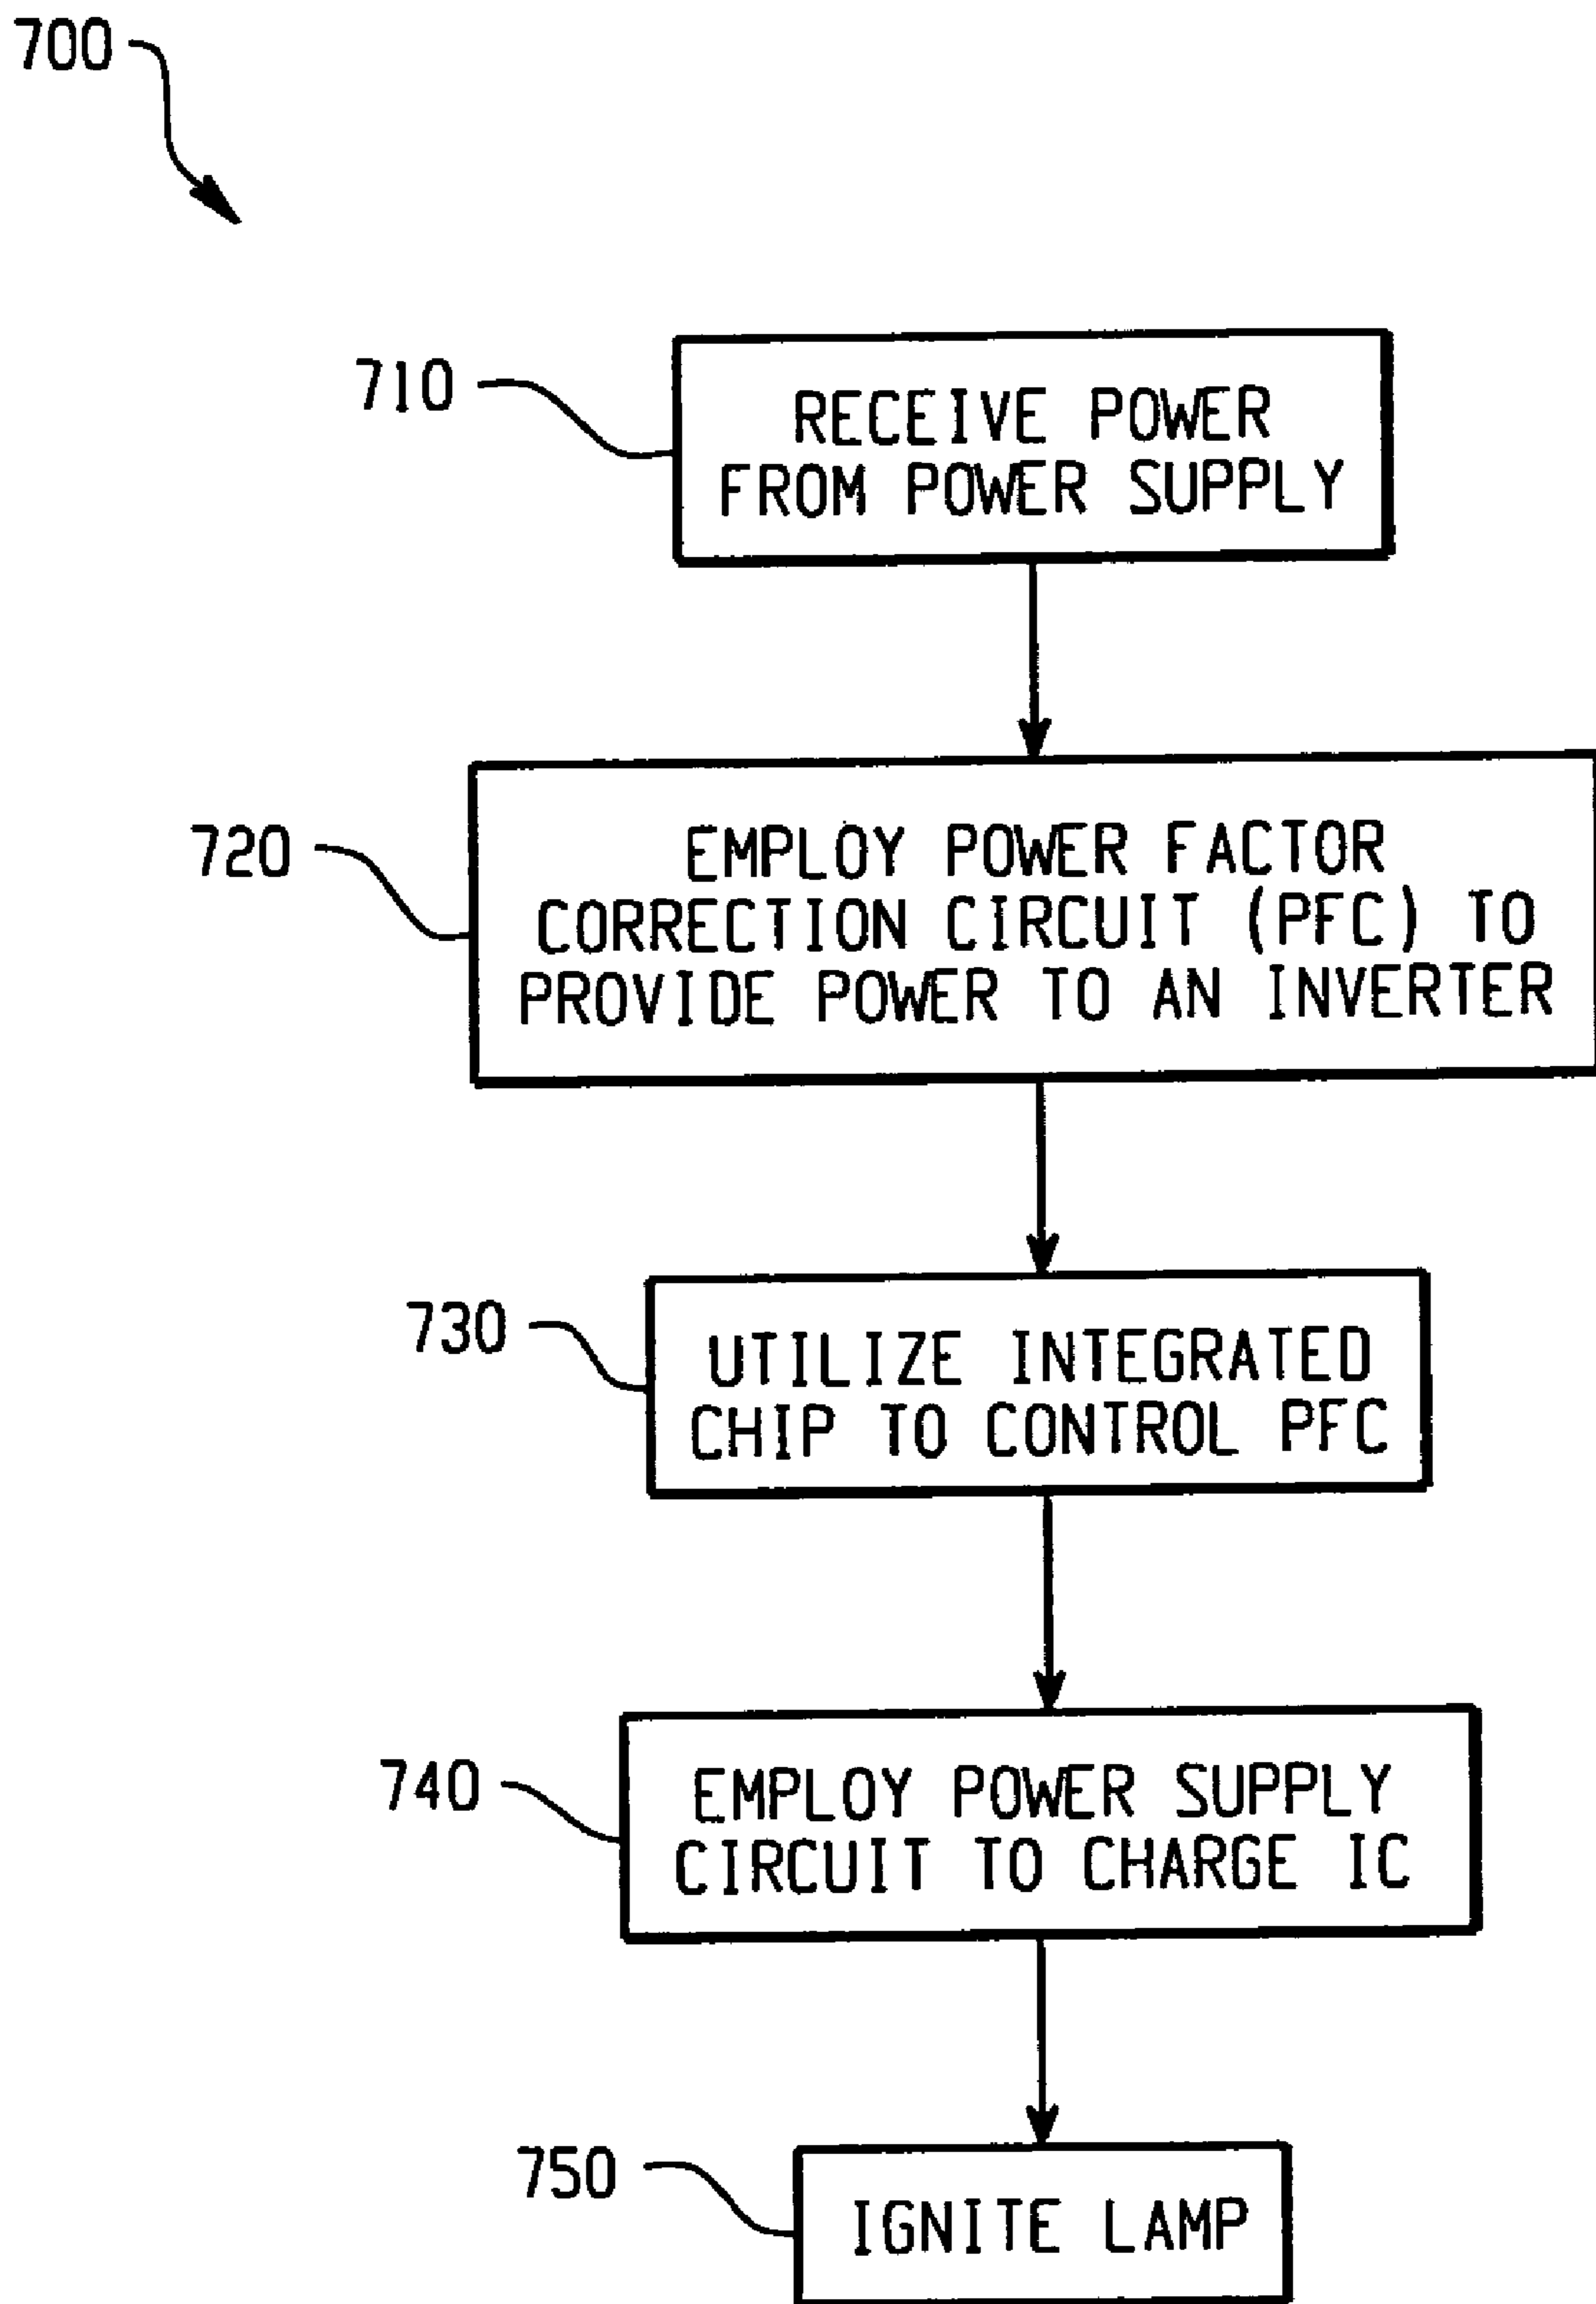 700
710
RECEIVE POWER
FROM POWER SUPPLY
720
EMPLOY POWER FACTOR
CORRECTION CIRCUIT (PFC) TO
PROVIDE POWER TO AN INVERTER
730
UTILIZE INTEGRATED
CHIP TO CONTROL PFC
740
EMPLOY POWER SUPPLY
CIRCUIT TO CHARGE IC
750
IGNITE LAMP